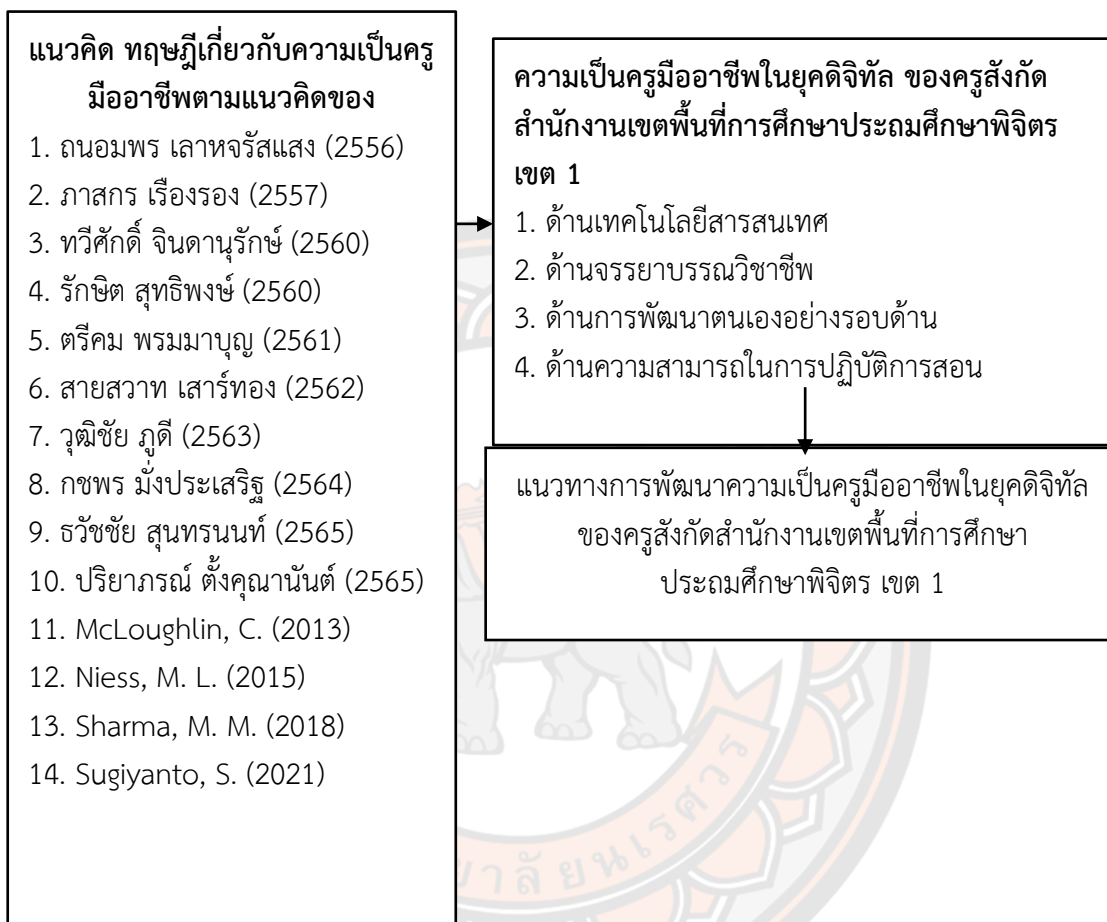 แนวคิด ทฤษฎีเกี่ยวกับความเป็นครู
มืออาชีพตามแนวคิดของ
1. ถนอมพร เลาหจรัสแสง (2556)
2. ภาสกร เรืองรอง (2557)
3. ทวีศักดิ์ จินดานุรักษ์ (2560)
4. รักษิต สุทธิพงษ์ (2560)
5. ตรีคม พรมมาบุญ (2561)
6. สายสวาท เสาร์ทอง (2562)
7. วุฒิชัย ภูดี (2563)
8. กชพร มั่งประเสริฐ (2564)
9. ธวัชชัย สุนทรนนท์ (2565)
10. ปริยาภรณ์ ตั้งคุณานันต์ (2565)
11. McLoughlin, C. (2013)
12. Niess, M. L. (2015)
13. Sharma, M. M. (2018)
14. Sugiyanto, S. (2021)
ความเป็นครูมืออาชีพในยุคดิจิทัล ของครูสังกัด
สำนักงานเขตพื้นที่การศึกษาประถมศึกษาพิจิตร
เขต 1
1. ด้านเทคโนโลยีสารสนเทศ
2. ด้านจรรยาบรรณวิชาชีพ
3. ด้านการพัฒนาตนเองอย่างรอบด้าน
4. ด้านความสามารถในการปฏิบัติการสอน
แนวทางการพัฒนาความเป็นครูมืออาชีพในยุคดิจิทัล
ของครูสังกัดสำนักงานเขตพื้นที่การศึกษา
ประถมศึกษาพิจิตร เขต 1
ยาลัยนเรศวร